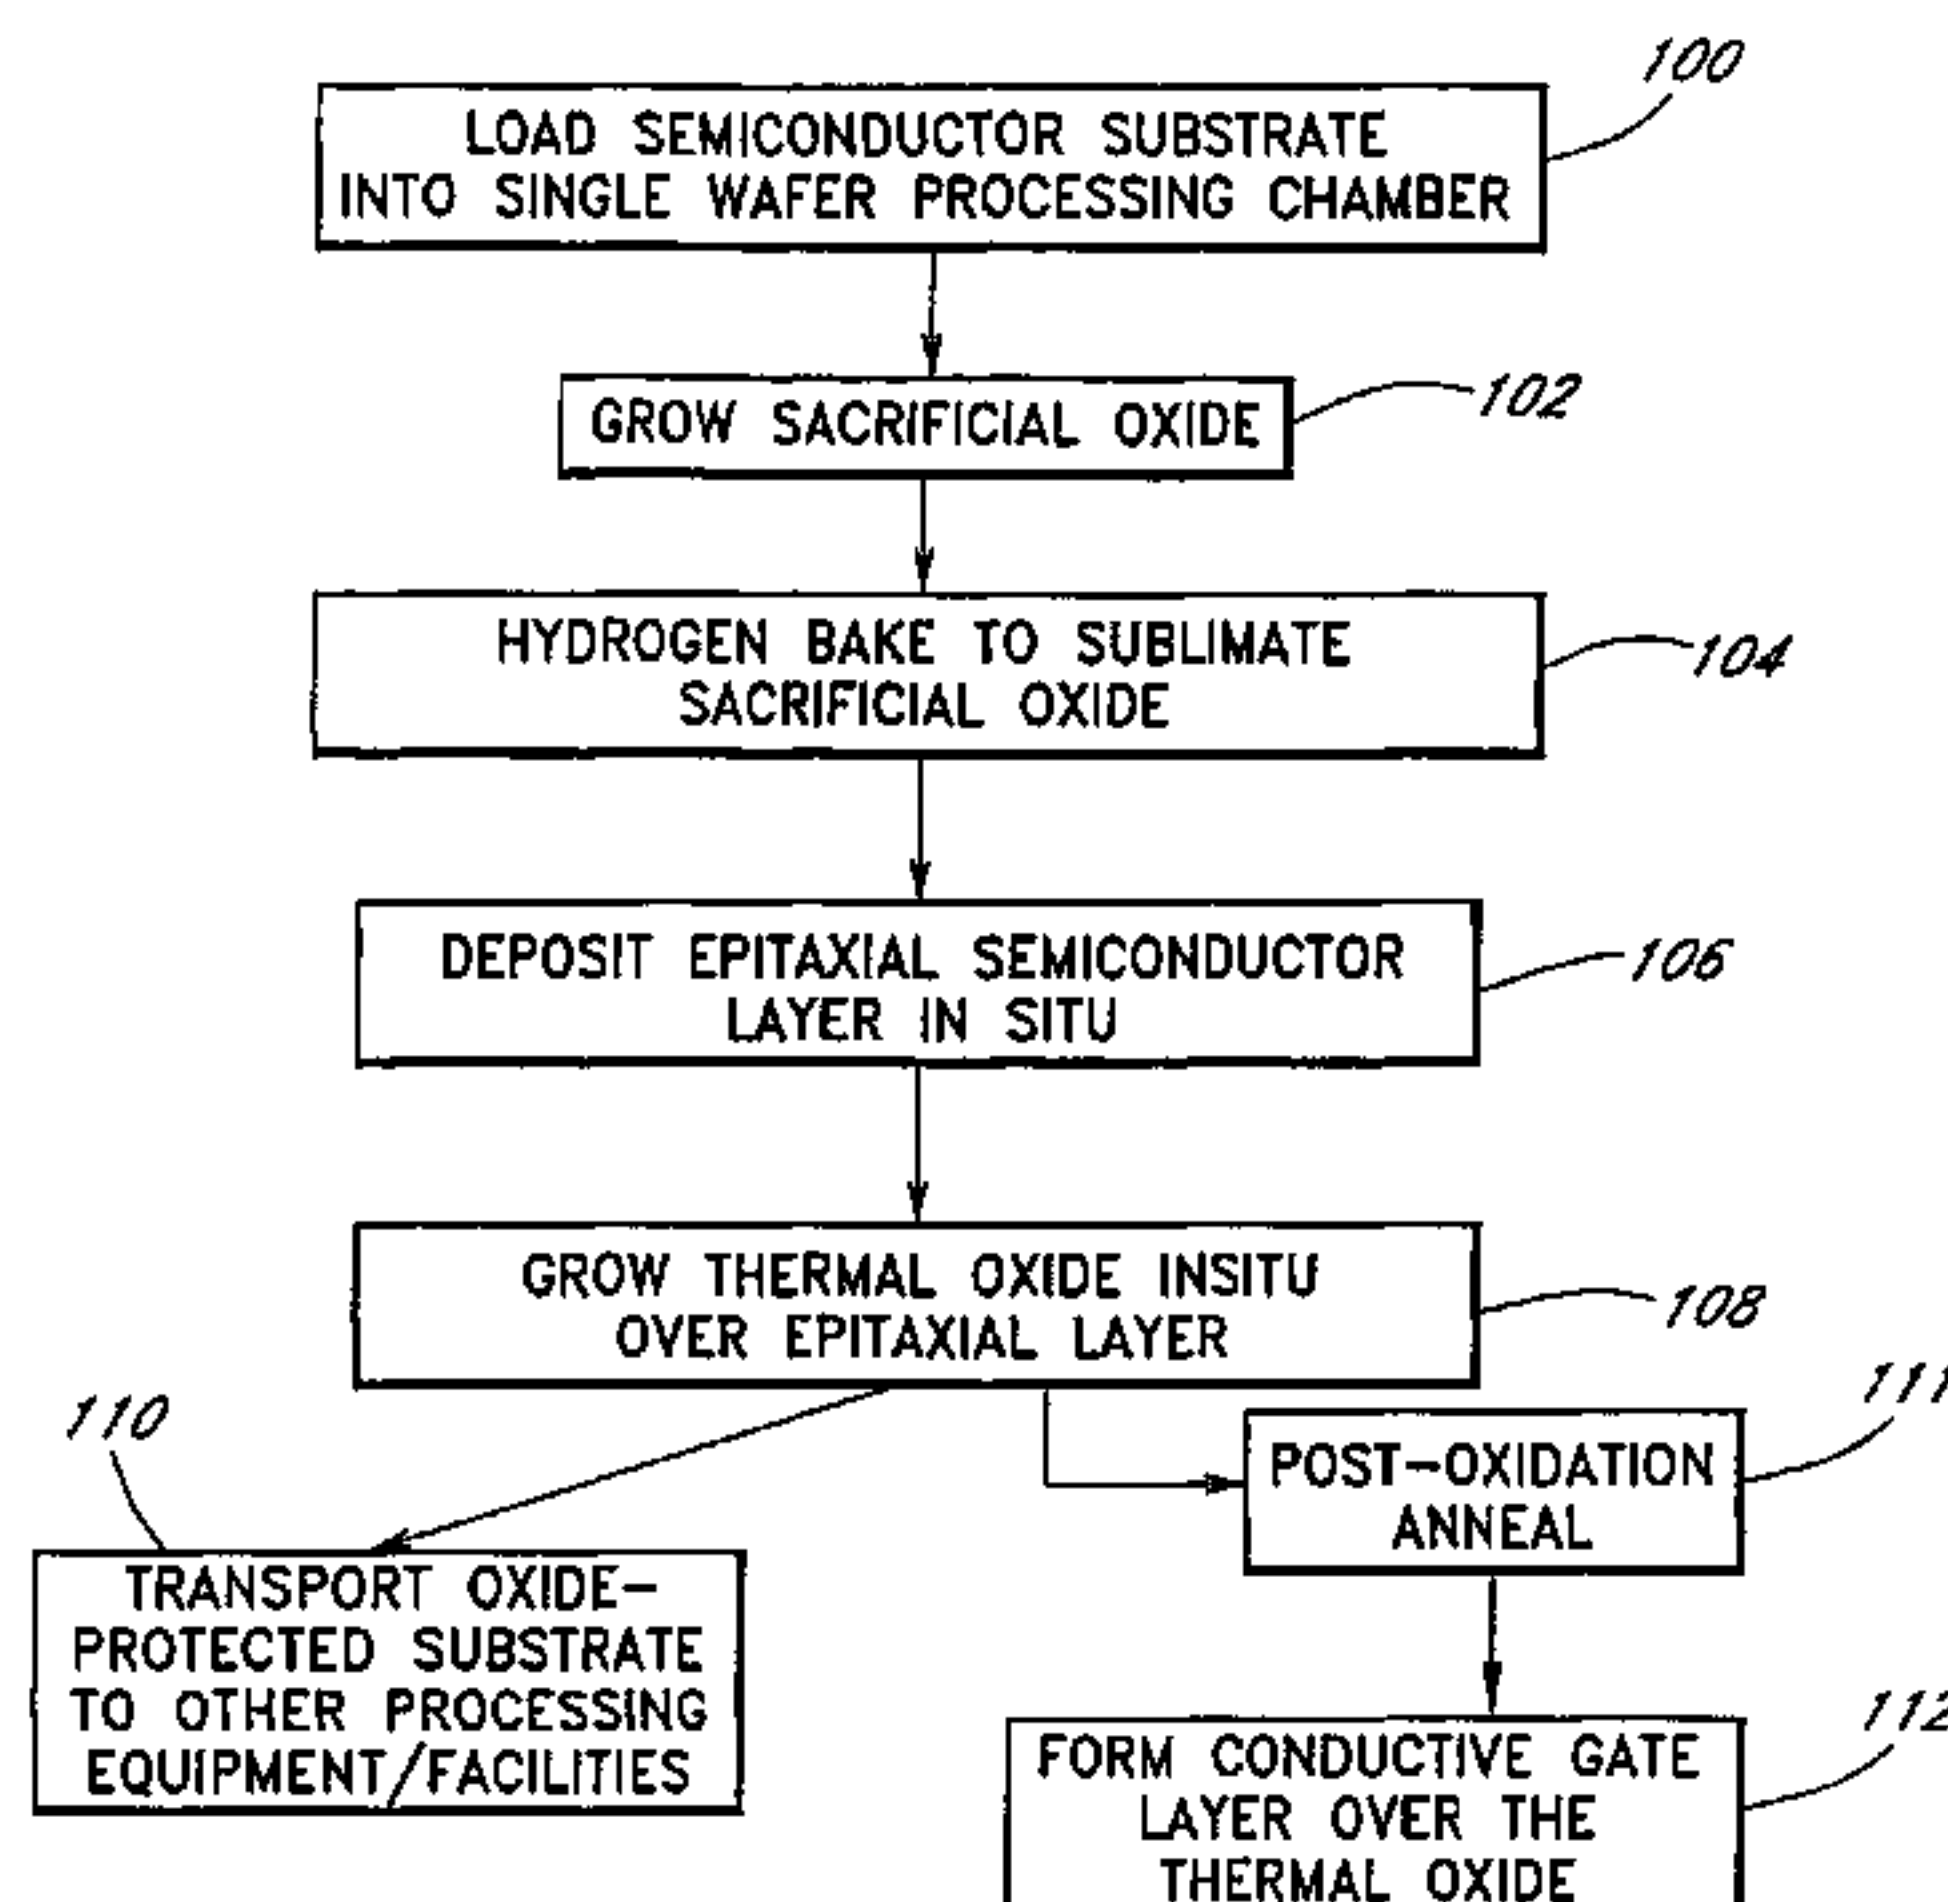 100
LOAD SEMICONDUCTOR SUBSTRATE
INTO SINGLE WAFER PROCESSING CHAMBER
102
GROW SACRIFICIAL OXIDE
104
HYDROGEN BAKE TO SUBLIMATE
SACRIFICIAL OXIDE
106
DEPOSIT EPITAXIAL SEMICONDUCTOR
LAYER IN SITU
108
GROW THERMAL OXIDE INSITU
OVER EPITAXIAL LAYER
110
TRANSPORT OXIDE-
PROTECTED SUBSTRATE
TO OTHER PROCESSING
EQUIPMENT/FACILITIES
111
POST-OXIDATION
ANNEAL
112
FORM CONDUCTIVE GATE
LAYER OVER THE
THERMAL OXIDE